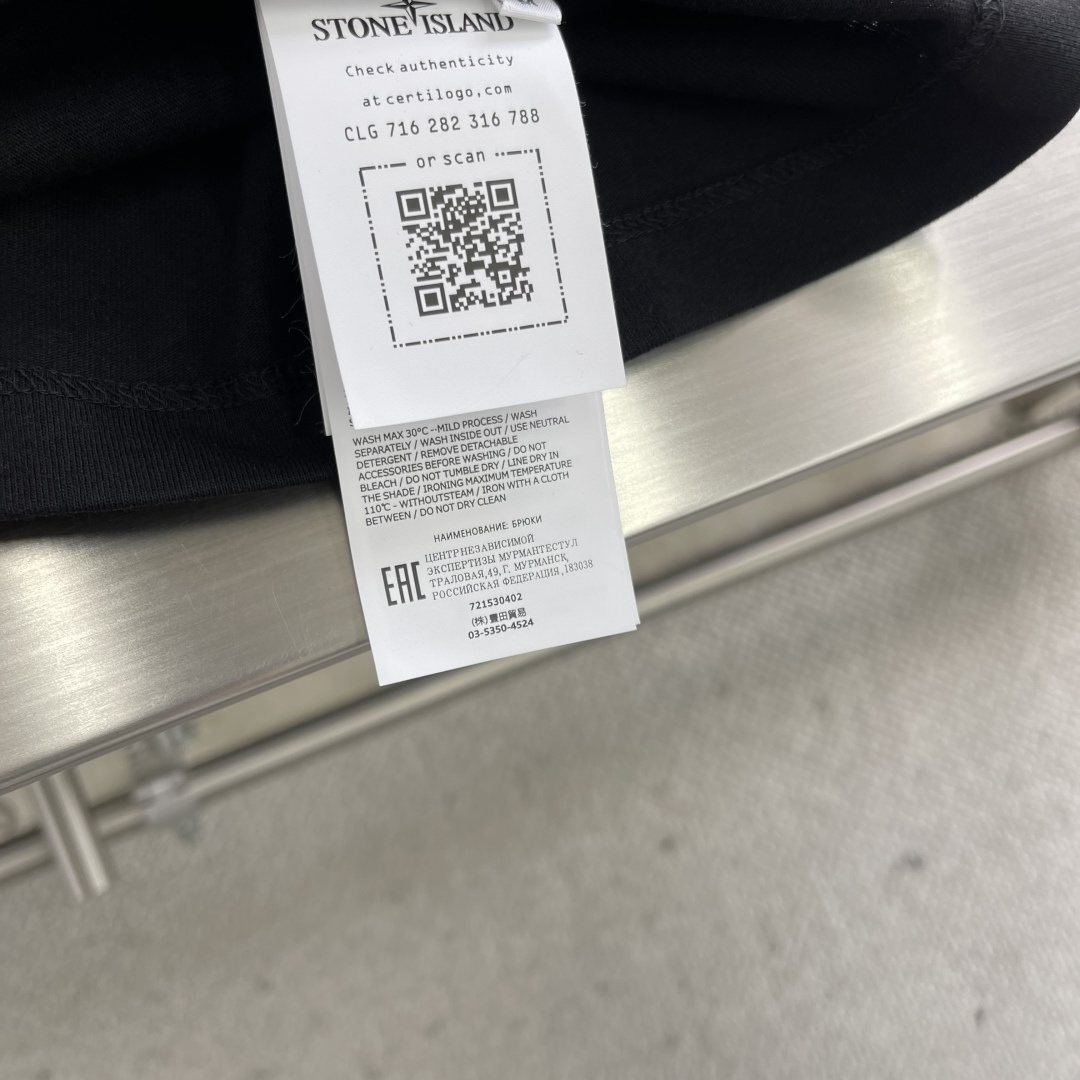 STONE ISLAND
Check authenticity
at certilogo,com
CLG 716 282 316 788
or scan
WASH MAX 30°C -·MILD PROCESS / WASH
SEPARATELY / WASH INSIDE OUT / USE NEUTRAL
DETERGENT / REMOVE DETACHABLE
ACCESSORIES BEFORE WASHING / DO NOT
BLEACH / DO NOT TUMBLE DRY / LINE DRY IN
THE SHADE / IRONING MAXIMUM TEMPERATURE
110°C - WITHOUTSTEAM / IRON WITH A CLOTH
BETWEEN / DO NOT DRY CLEAN
НАИМЕНОВАНИЕ: БРЮКИ
EAC
ЦЕНТРНЕЗАВИСИМОЙ
ЭКСПЕРТИЗЫ МУРМАНТЕСТУЛ
ТРАЛОВАЯ,49, Г. МУРМАНСК,
РОССИЙСКАЯ ФЕДЕРАЦИЯ ,183038
721530402
(株) 豊田貿易
03-5350-4524